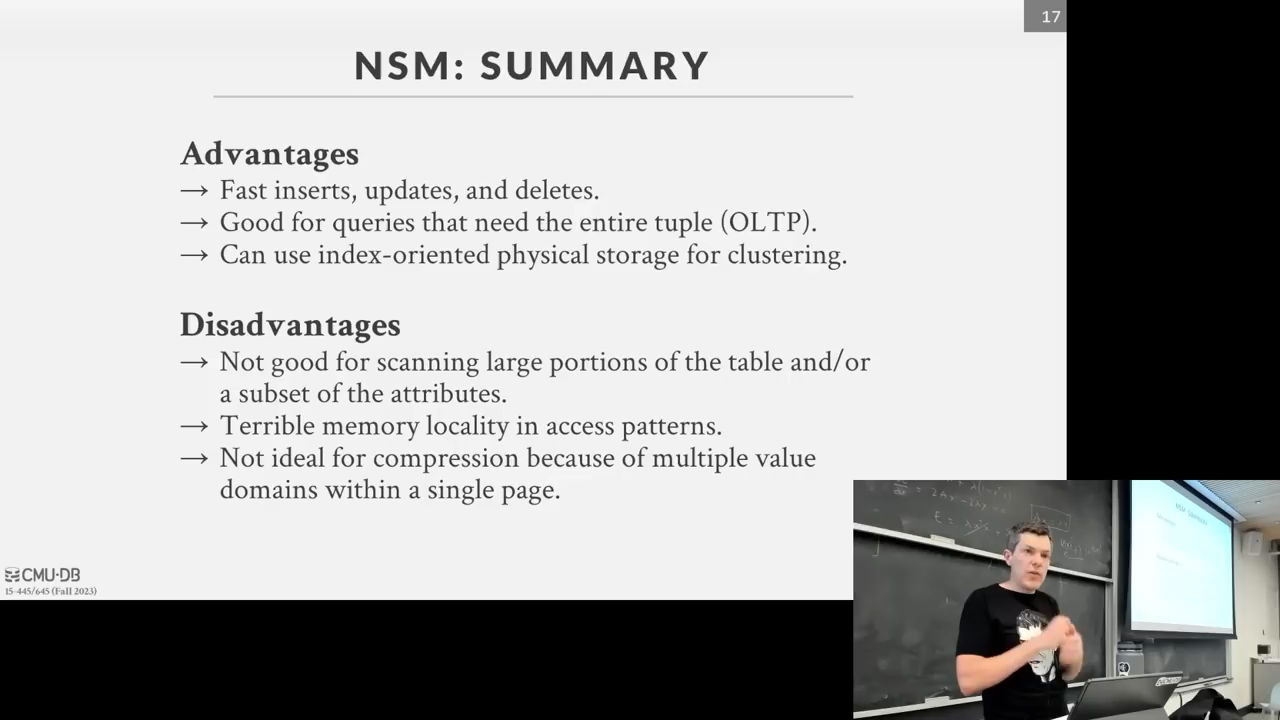 17
NSM: SUMMARY
Advantages
→ Fast inserts, updates, and deletes.
→ Good for queries that need the entire tuple (OLTP).
→ Can use index-oriented physical storage for clustering.
Disadvantages
→ Not good for scanning large portions of the table and/or
a subset of the attributes.
→ Terrible memory locality in access patterns.
→ Not ideal for compression because of multiple value
domains within a single page.
CMU·DB
15-445/645 (Fall 2023)
NSM: SUMMARY